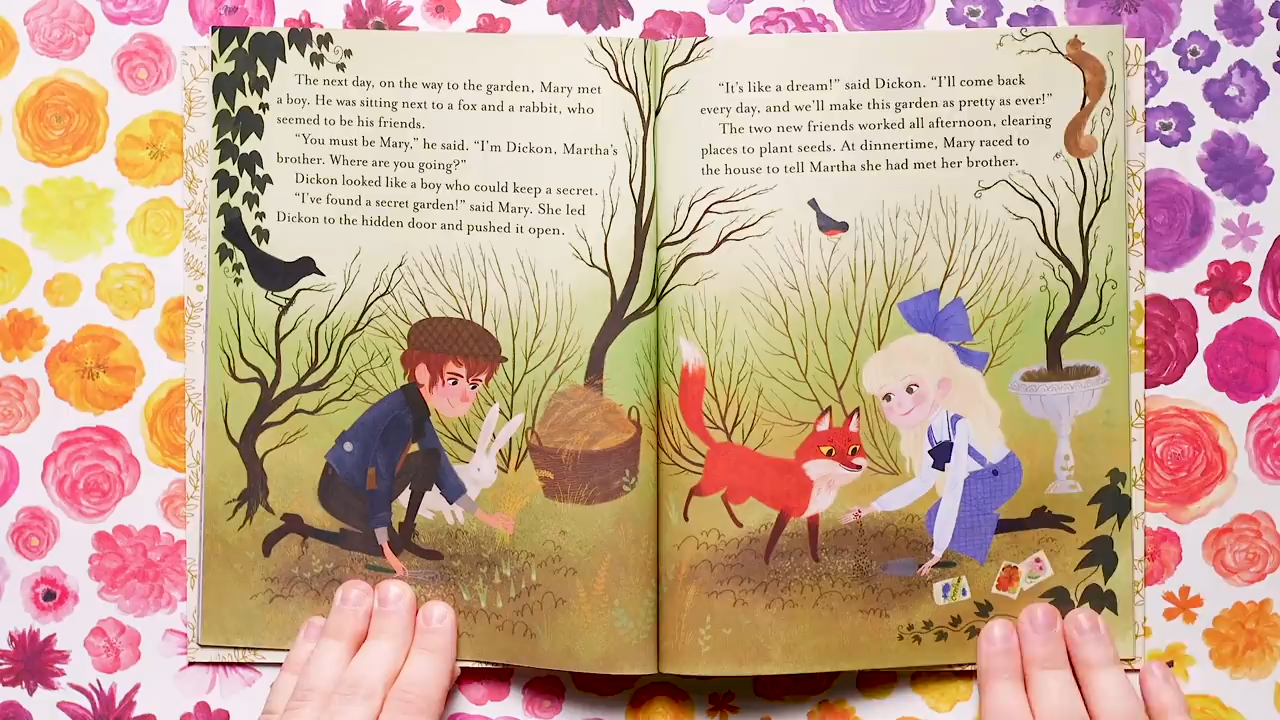 The next day, on the way to the garden, Mary met
a boy. He was sitting next to a fox and a rabbit, who
seemed to be his friends.
“You must be Mary,” he said. “I’m Dickon, Martha’s
brother. Where are you going?”
Dickon looked like a boy who could keep a secret.
“I’ve found a secret garden!” said Mary. She led
Dickon to the hidden door and pushed it open.
“It’s like a dream!” said Dickon. “I’ll come back
every day, and we’ll make this garden as pretty as ever!”
The two new friends worked all afternoon, clearing
places to plant seeds. At dinnertime, Mary raced to
the house to tell Martha she had met her brother.